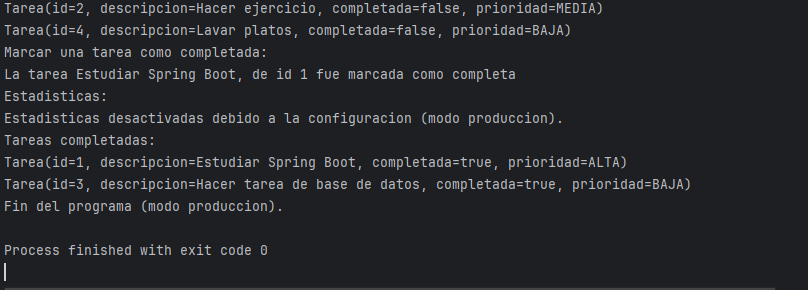 Tarea(id=2, descripcion=Hacer ejercicio, completada=false, prioridad=MEDIA)
Tarea(id=4, descripcion=Lavar platos, completada=false, prioridad=BAJA)
Marcar una tarea como completada:
La tarea Estudiar Spring Boot, de id 1 fue marcada como completa
Estadisticas:
Estadisticas desactivadas debido a la configuracion (modo produccion).
Tareas completadas:
Tarea(id=1, descripcion=Estudiar Spring Boot, completada=true, prioridad=ALTA)
Tarea(id=3, descripcion=Hacer tarea de base de datos, completada=true, prioridad=BAJA)
Fin del programa (modo produccion).
Process finished with exit code 0